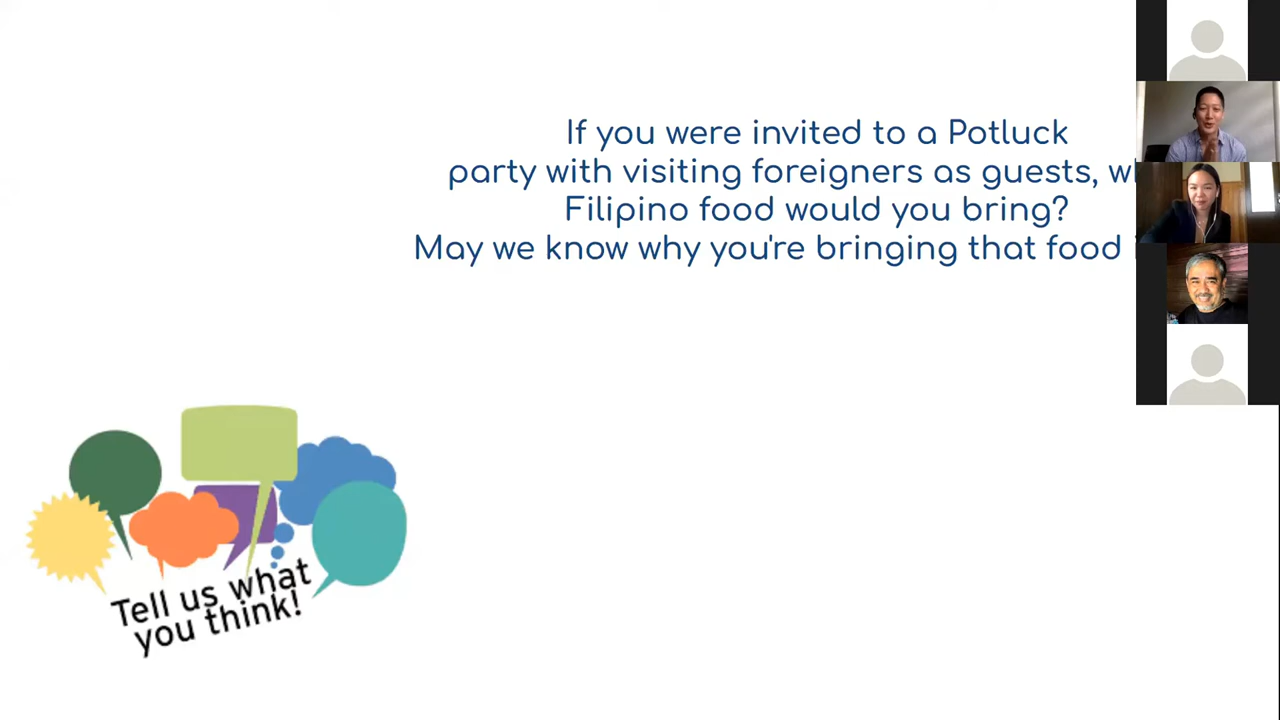 If you were invited to a Potluck
party with visiting foreigners as guests,
Filipino food would you bring?
May we know why you're bringing that food
Tell us what
you think!